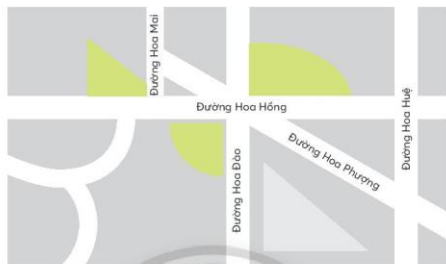 Đường Hoa Mai
Đường Hoa Hồng
Đường Hoa Huệ
Đường Hoa Phượng
Đường Hoa Đào